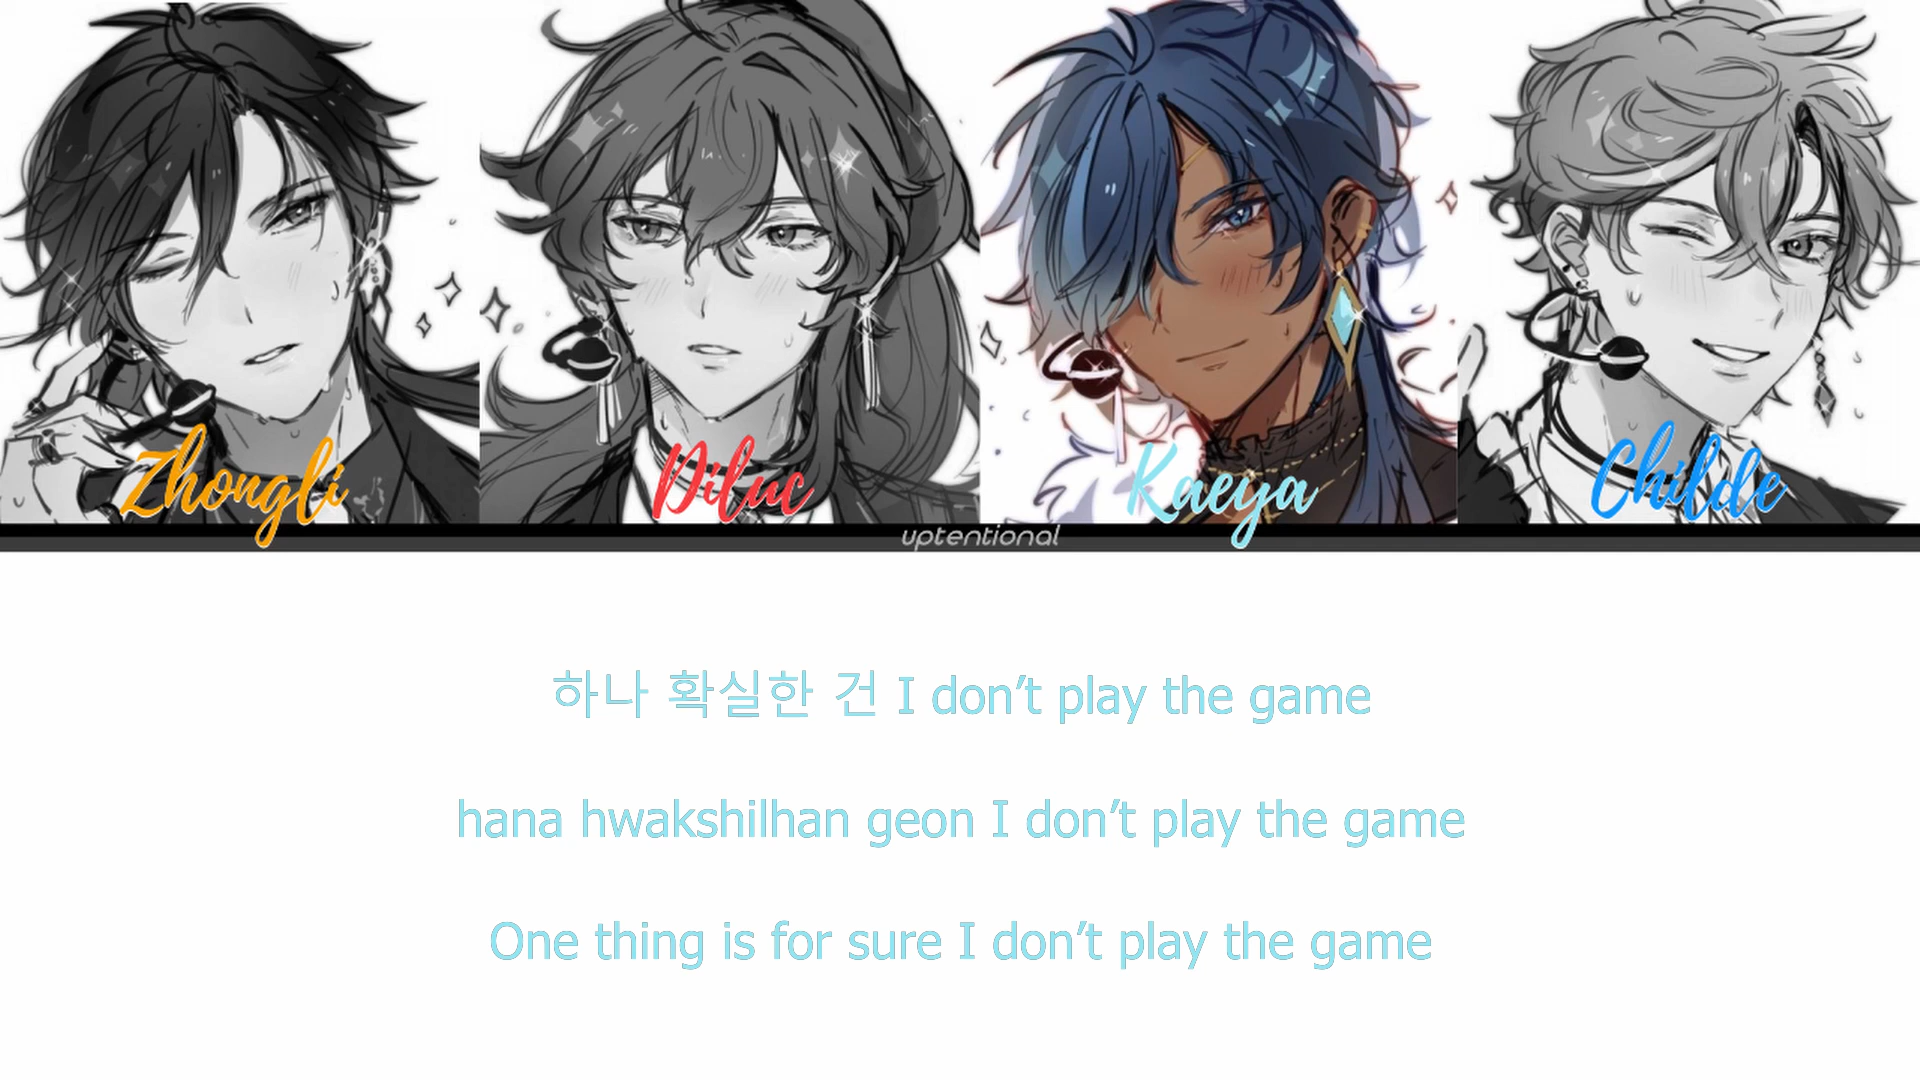 Zhongli
Diluc
Kaeya
Childe
uptentional
하나 확실한 건 I don’t play the game
hana hwakshilhan geon I don’t play the game
One thing is for sure I don’t play the game